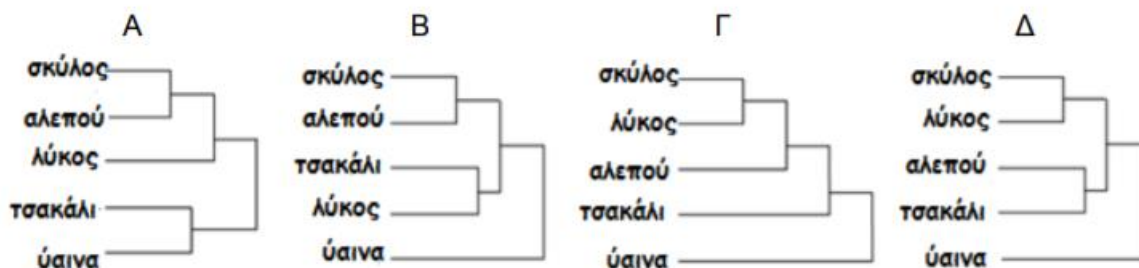 Α
σκύλος
αλεπού
λύκος
τσακάλι
ύαινα
Β
σκύλος
αλεπού
τσακάλι
λύκος
ύαινα
Γ
σκύλος
λύκος
αλεπού
τσακάλι
ύαινα
Δ
σκύλος
λύκος
αλεπού
τσακάλι
ύαινα